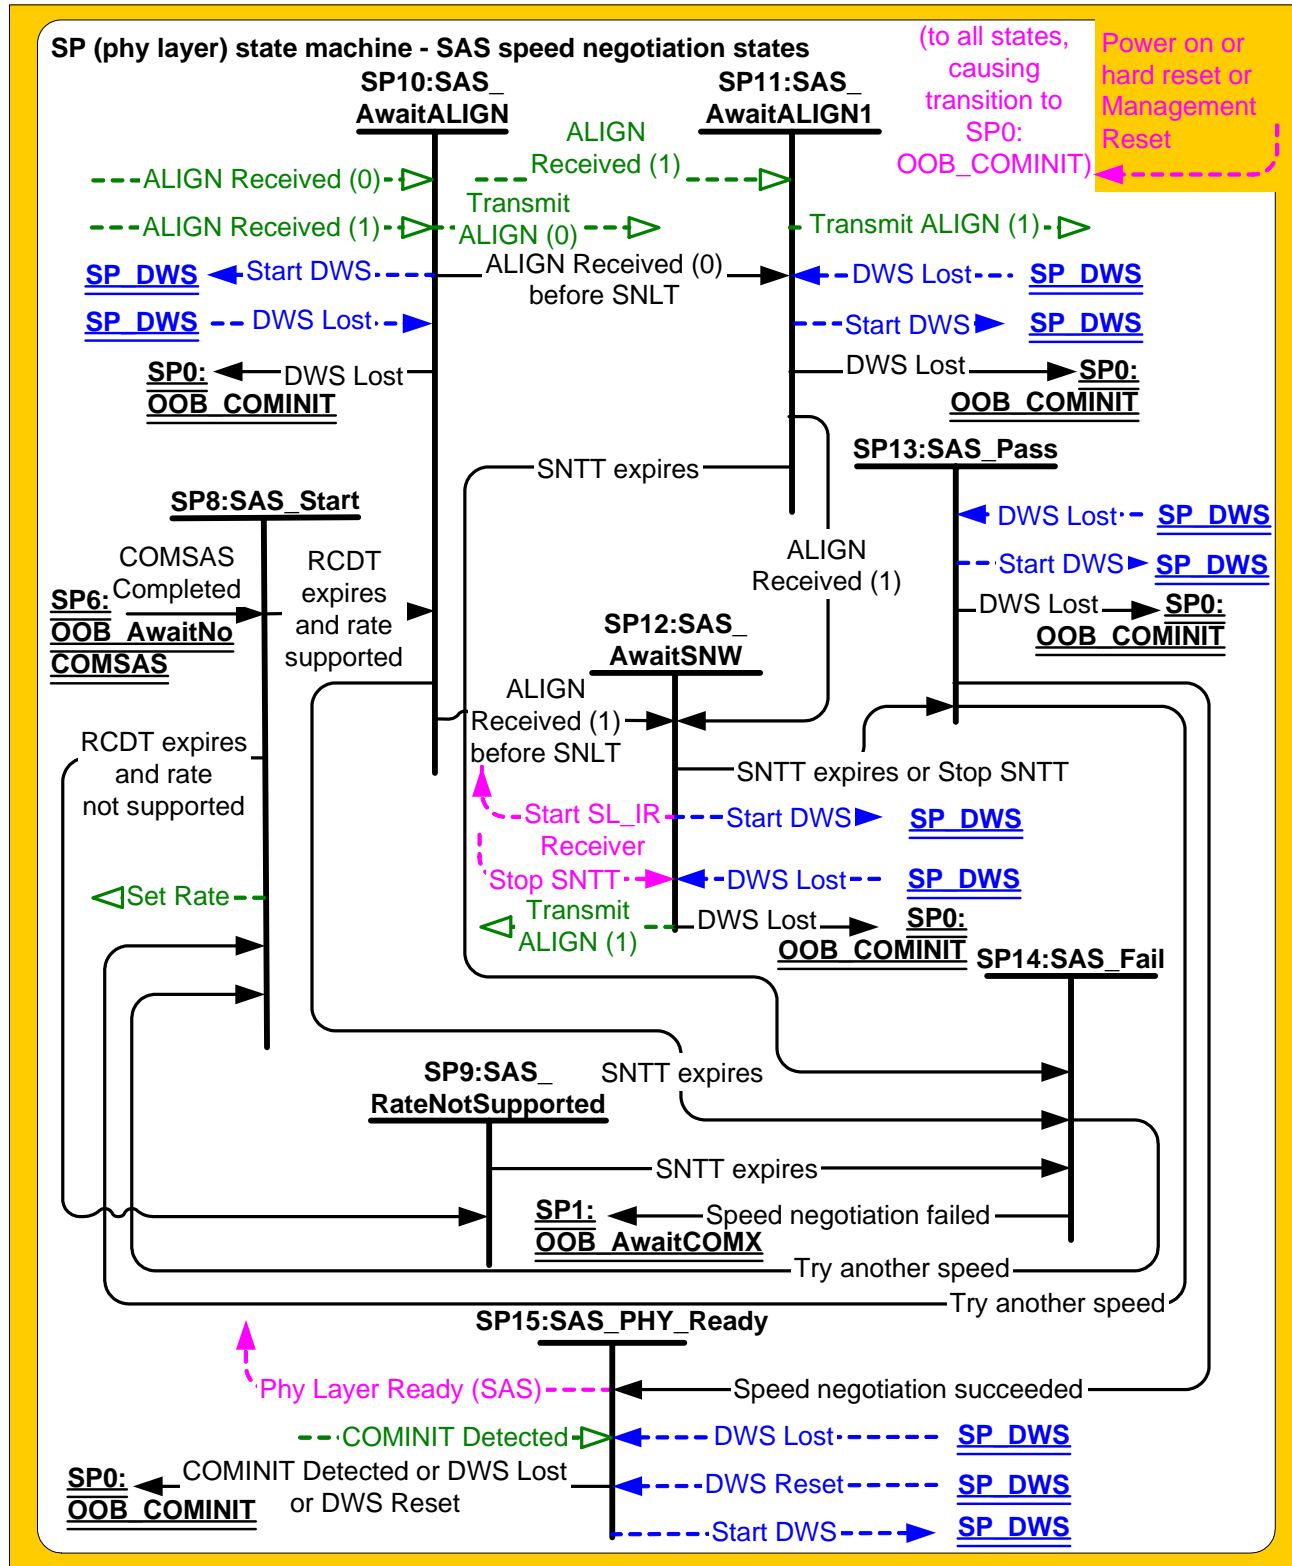 SP (phy layer) state machine - SAS speed negotiation states
(to all states,
causing
transition to
SP0:
OOB_COMINIT)
Power on or
hard reset or
Management
Reset
SP10:SAS_
AwaitALIGN
SP11:SAS_
AwaitALIGN1
ALIGN Received (0)
ALIGN
Received (1)
ALIGN Received (1)
Transmit
ALIGN (0)
Transmit ALIGN (1)
SP_DWS
Start DWS
ALIGN Received (0)
before SNLT
DWS Lost
SP_DWS
SP_DWS
DWS Lost
Start DWS
SP_DWS
SP0:
OOB_COMINIT
DWS Lost
DWS Lost
SP0:
OOB_COMINIT
SNTT expires
SP13:SAS_Pass
SP8:SAS_Start
DWS Lost
SP_DWS
Start DWS
SP_DWS
COMSAS
Completed
RCDT
expires
and rate
supported
ALIGN
Received (1)
SP6:
OOB_AwaitNo
COMSAS
DWS Lost
SP0:
OOB_COMINIT
SP12:SAS_
AwaitSNW
ALIGN
Received (1)
before SNLT
RCDT expires
and rate
not supported
SNTT expires or Stop SNTT
Start SL_IR
Receiver
Start DWS
SP_DWS
Stop SNTT
DWS Lost
SP_DWS
Set Rate
Transmit
ALIGN (1)
DWS Lost
SP0:
OOB_COMINIT
SP14:SAS_Fail
SP9:SAS_
RateNotSupported
SNTT expires
SNTT expires
SP1:
OOB_AwaitCOMX
Speed negotiation failed
Try another speed
Try another speed
SP15:SAS_PHY_Ready
Phy Layer Ready (SAS)
Speed negotiation succeeded
COMINIT Detected
DWS Lost
SP_DWS
SP0:
OOB_COMINIT
COMINIT Detected or DWS Lost
or DWS Reset
DWS Reset
SP_DWS
Start DWS
SP_DWS